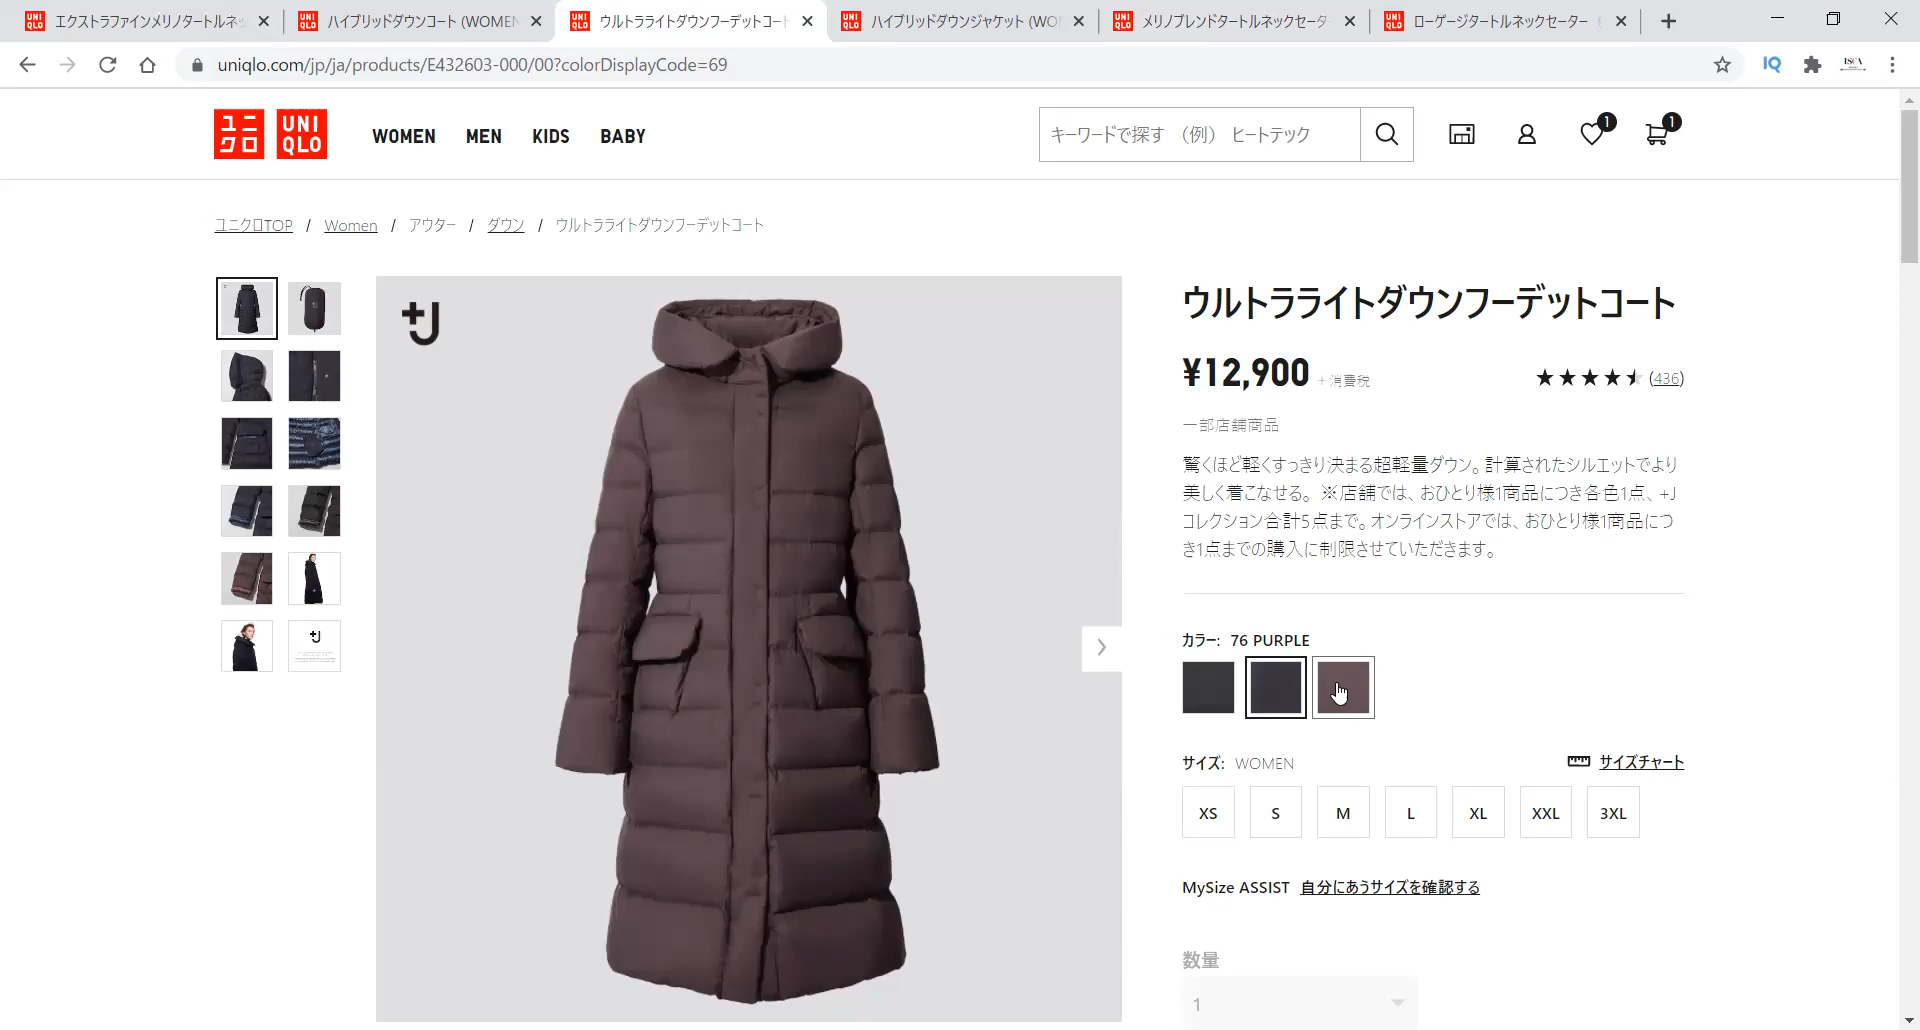 エクストラファインメリノタートルネッ
ハイブリッドダウンコート (WOMEN
ウルトラライトダウンフーデットコート
ハイブリッドダウンジャケット (WO
メリノブレンドタートルネックセータ
ローゲージタートルネックセーター
uniqlo.com/jp/ja/products/E432603-000/00?colorDisplayCode=69
IQ
ISCA
ユニクロ
UNIQLO
WOMEN
MEN
KIDS
BABY
キーワードで探す (例) ヒートテック
1
1
ユニクロTOP / Women / アウター / ダウン / ウルトラライトダウンフーデットコート
+J
+J
ウルトラライトダウンフーデットコート
¥12,900 + 消費税
(436)
一部店舗商品
驚くほど軽くすっきり決まる超軽量ダウン。計算されたシルエットでより
美しく着こなせる。 ※店舗では、おひとり様1商品につき各色1点、+J
コレクション合計5点まで。オンラインストアでは、おひとり様1商品につ
き1点までの購入に制限させていただきます。
カラー: 76 PURPLE
サイズ: WOMEN
サイズチャート
XS
S
M
L
XL
XXL
3XL
MySize ASSIST 自分にあうサイズを確認する
数量
1